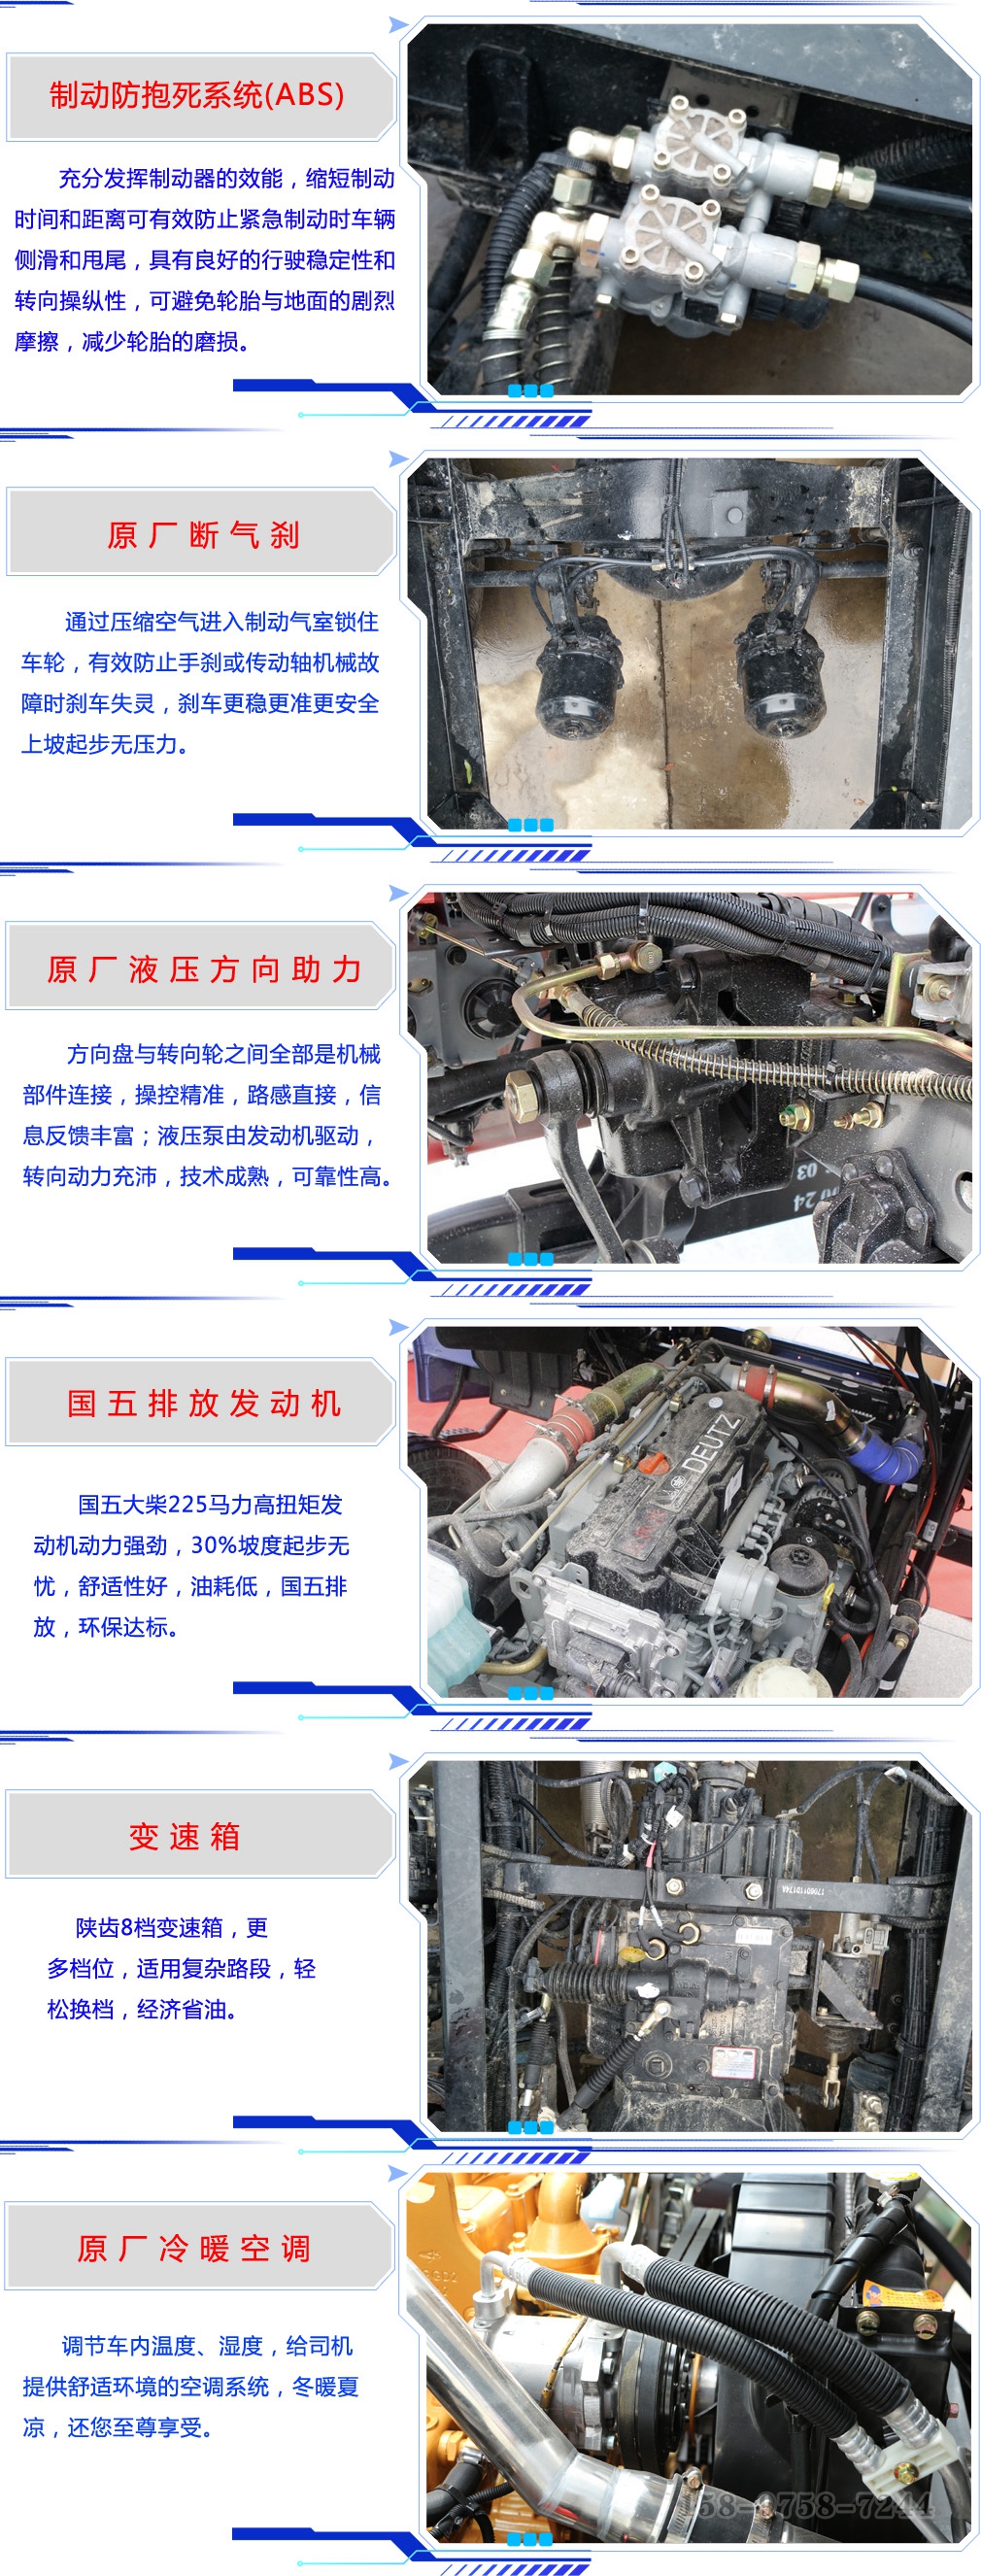 制动防抱死系统(ABS)
充分发挥制动器的效能，缩短制动
时间和距离可有效防止紧急制动时车辆
侧滑和甩尾，具有良好的行驶稳定性和
转向操纵性，可避免轮胎与地面的剧烈
摩擦，减少轮胎的磨损。
原厂断气刹
通过压缩空气进入制动气室锁住
车轮，有效防止手刹或传动轴机械故
障时刹车失灵，刹车更稳更准更安全
上坡起步无压力。
原厂液压方向助力
方向盘与转向轮之间全部是机械
部件连接，操控精准，路感直接，信
息反馈丰富；液压泵由发动机驱动，
转向动力充沛，技术成熟，可靠性高。
03
00 24
国五排放发动机
国五大柴225马力高扭矩发
动机动力强劲，30%坡度起步无
忧，舒适性好，油耗低，国五排
放，环保达标。
DEUTZ
变速箱
陕齿8档变速箱，更
多档位，适用复杂路段，轻
松换档，经济省油。
原厂冷暖空调
调节车内温度、湿度，给司机
提供舒适环境的空调系统，冬暖夏
凉，还您至尊享受。